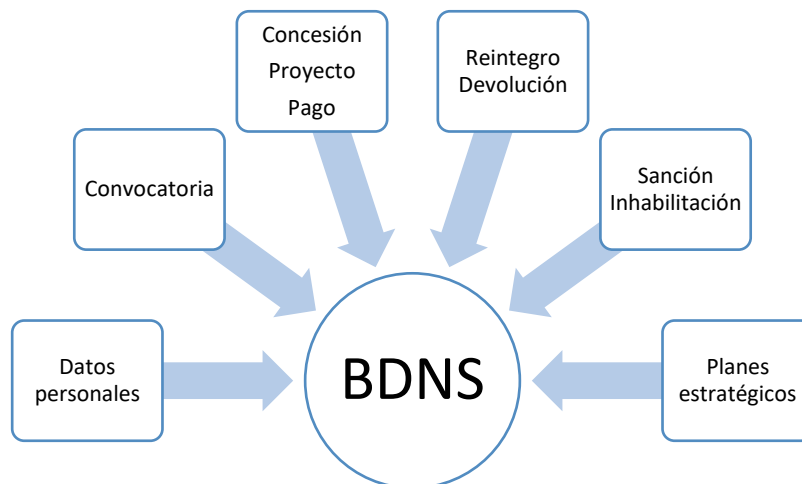 Concesión
Proyecto
Pago
Reintegro
Devolución
Convocatoria
Sanción
Inhabilitación
Datos
personales
BDNS
Planes
estratégicos